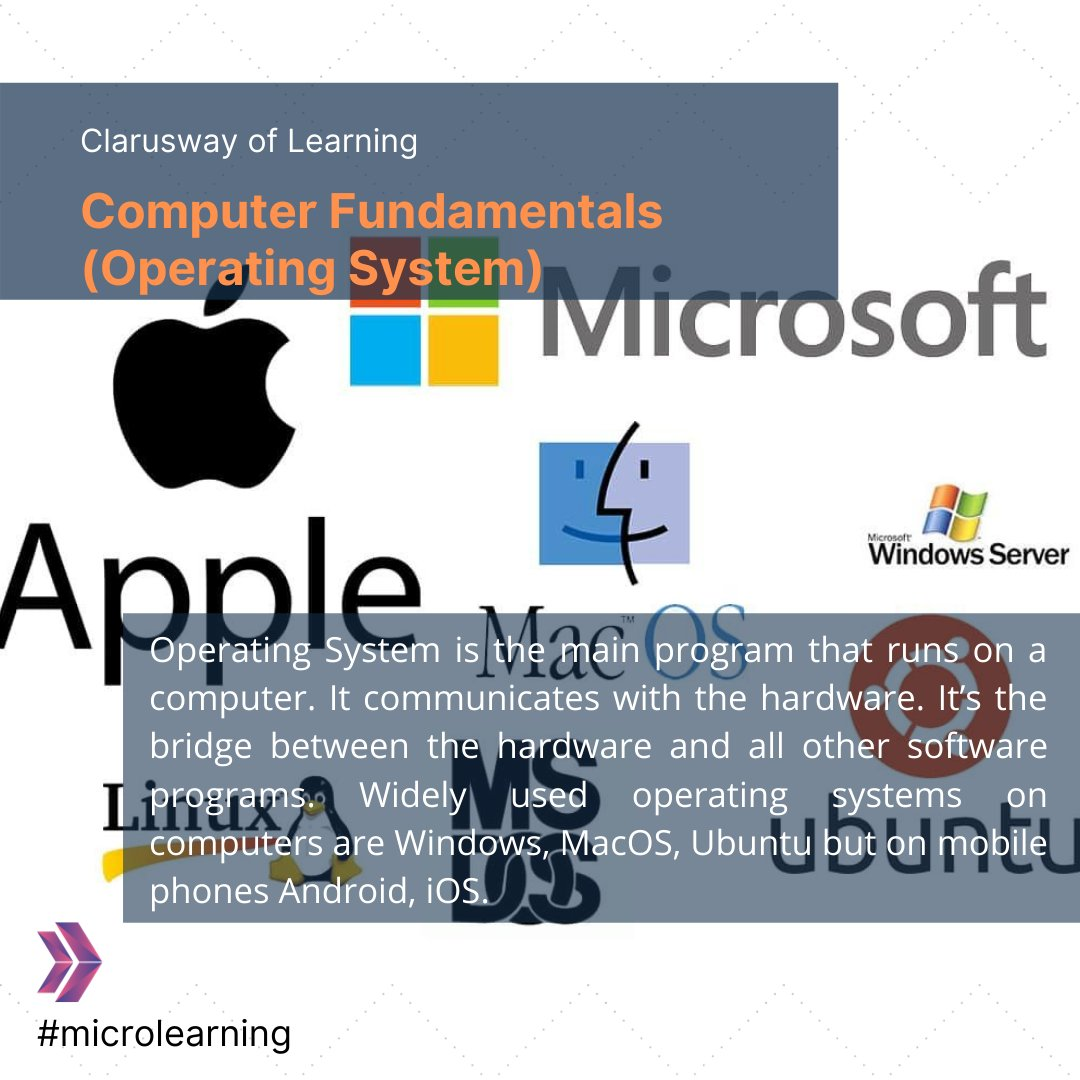 Clarusway of Learning
Computer Fundamentals
(Operating System)
Microsoft
Apple
Mac™ OS
Microsoft®
Windows Server
Operating System is the main program that runs on a
computer. It communicates with the hardware. It’s the
bridge between the hardware and all other software
programs. Widely used operating systems on
computers are Windows, MacOS, Ubuntu but on mobile
phones Android, iOS.
Linux
MS
DOS
ubuntu
#microlearning